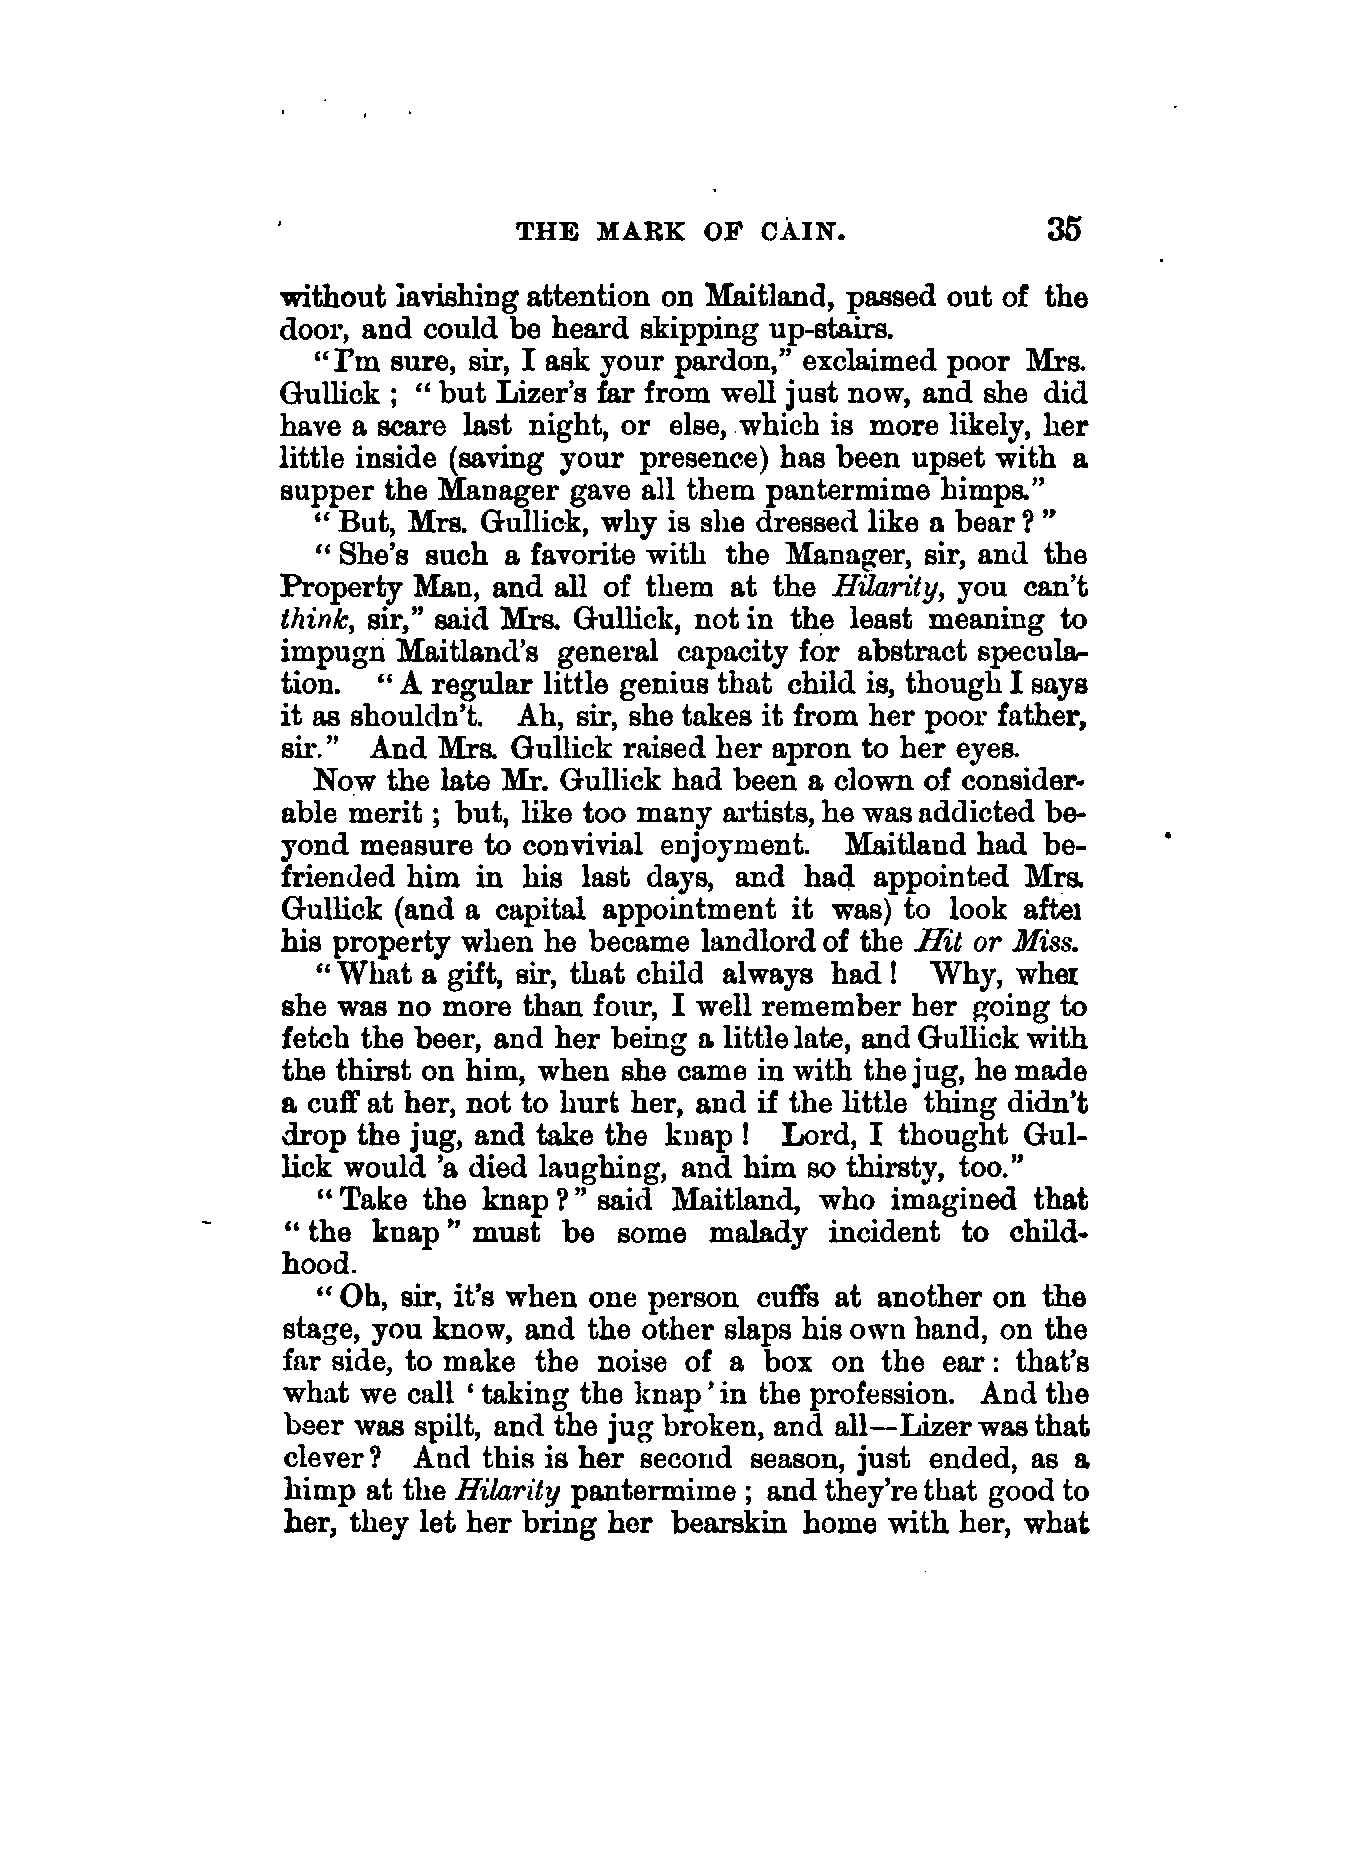 THE MARK OF CAIN. 35
without lavishing attention on Maitland, passed out of the
door, and could be heard skipping up-stairs.
“I'm sure, sir, I ask your pardon,” exclaimed poor Mrs.
Gullick ; “ but Lizer's far from well just now, and she did
have a scare last night, or else, which is more likely, her
little inside (saving your presence) has been upset with a
supper the Manager gave all them pantermime himps.”
“ But, Mrs. Gullick, why is she dressed like a bear ? ”
“ She's such a favorite with the Manager, sir, and the
Property Man, and all of them at the Hilarity, you can't
think, sir,” said Mrs. Gullick, not in the least meaning to
impugn Maitland's general capacity for abstract specula-
tion. “ A regular little genius that child is, though I says
it as shouldn't. Ah, sir, she takes it from her poor father,
sir.” And Mrs. Gullick raised her apron to her eyes.
Now the late Mr. Gullick had been a clown of consider-
able merit ; but, like too many artists, he was addicted be-
yond measure to convivial enjoyment. Maitland had be-
friended him in his last days, and had appointed Mrs.
Gullick (and a capital appointment it was) to look after
his property when he became landlord of the Hit or Miss.
“ What a gift, sir, that child always had ! Why, when
she was no more than four, I well remember her going to
fetch the beer, and her being a little late, and Gullick with
the thirst on him, when she came in with the jug, he made
a cuff at her, not to hurt her, and if the little thing didn't
drop the jug, and take the knap ! Lord, I thought Gul-
lick would 'a died laughing, and him so thirsty, too.”
“ Take the knap ? ” said Maitland, who imagined that
“ the knap ” must be some malady incident to child-
hood.
“ Oh, sir, it's when one person cuffs at another on the
stage, you know, and the other slaps his own hand, on the
far side, to make the noise of a box on the ear : that's
what we call ‘ taking the knap ’ in the profession. And the
beer was spilt, and the jug broken, and all—Lizer was that
clever ? And this is her second season, just ended, as a
himp at the Hilarity pantermime ; and they're that good to
her, they let her bring her bearskin home with her, what